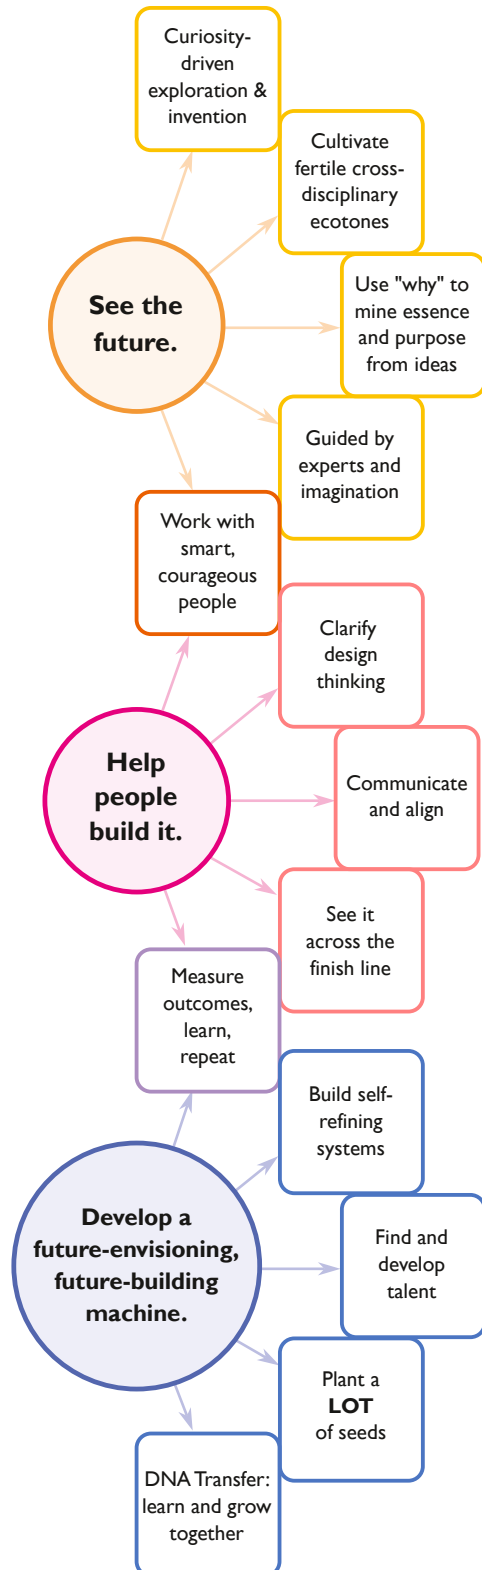 Curiosity-
driven
exploration &
invention
Cultivate
fertile cross-
disciplinary
ecotones
See the
future.
Use "why" to
mine essence
and purpose
from ideas
Guided by
experts and
imagination
Work with
smart,
courageous
people
Clarify
design
thinking
Help
people
build it.
Communicate
and align
See it
across the
finish line
Measure
outcomes,
learn,
repeat
Build self-
refining
systems
Develop a
future-envisioning,
future-building
machine.
Find and
develop
talent
Plant a
LOT
of seeds
DNA Transfer:
learn and grow
together